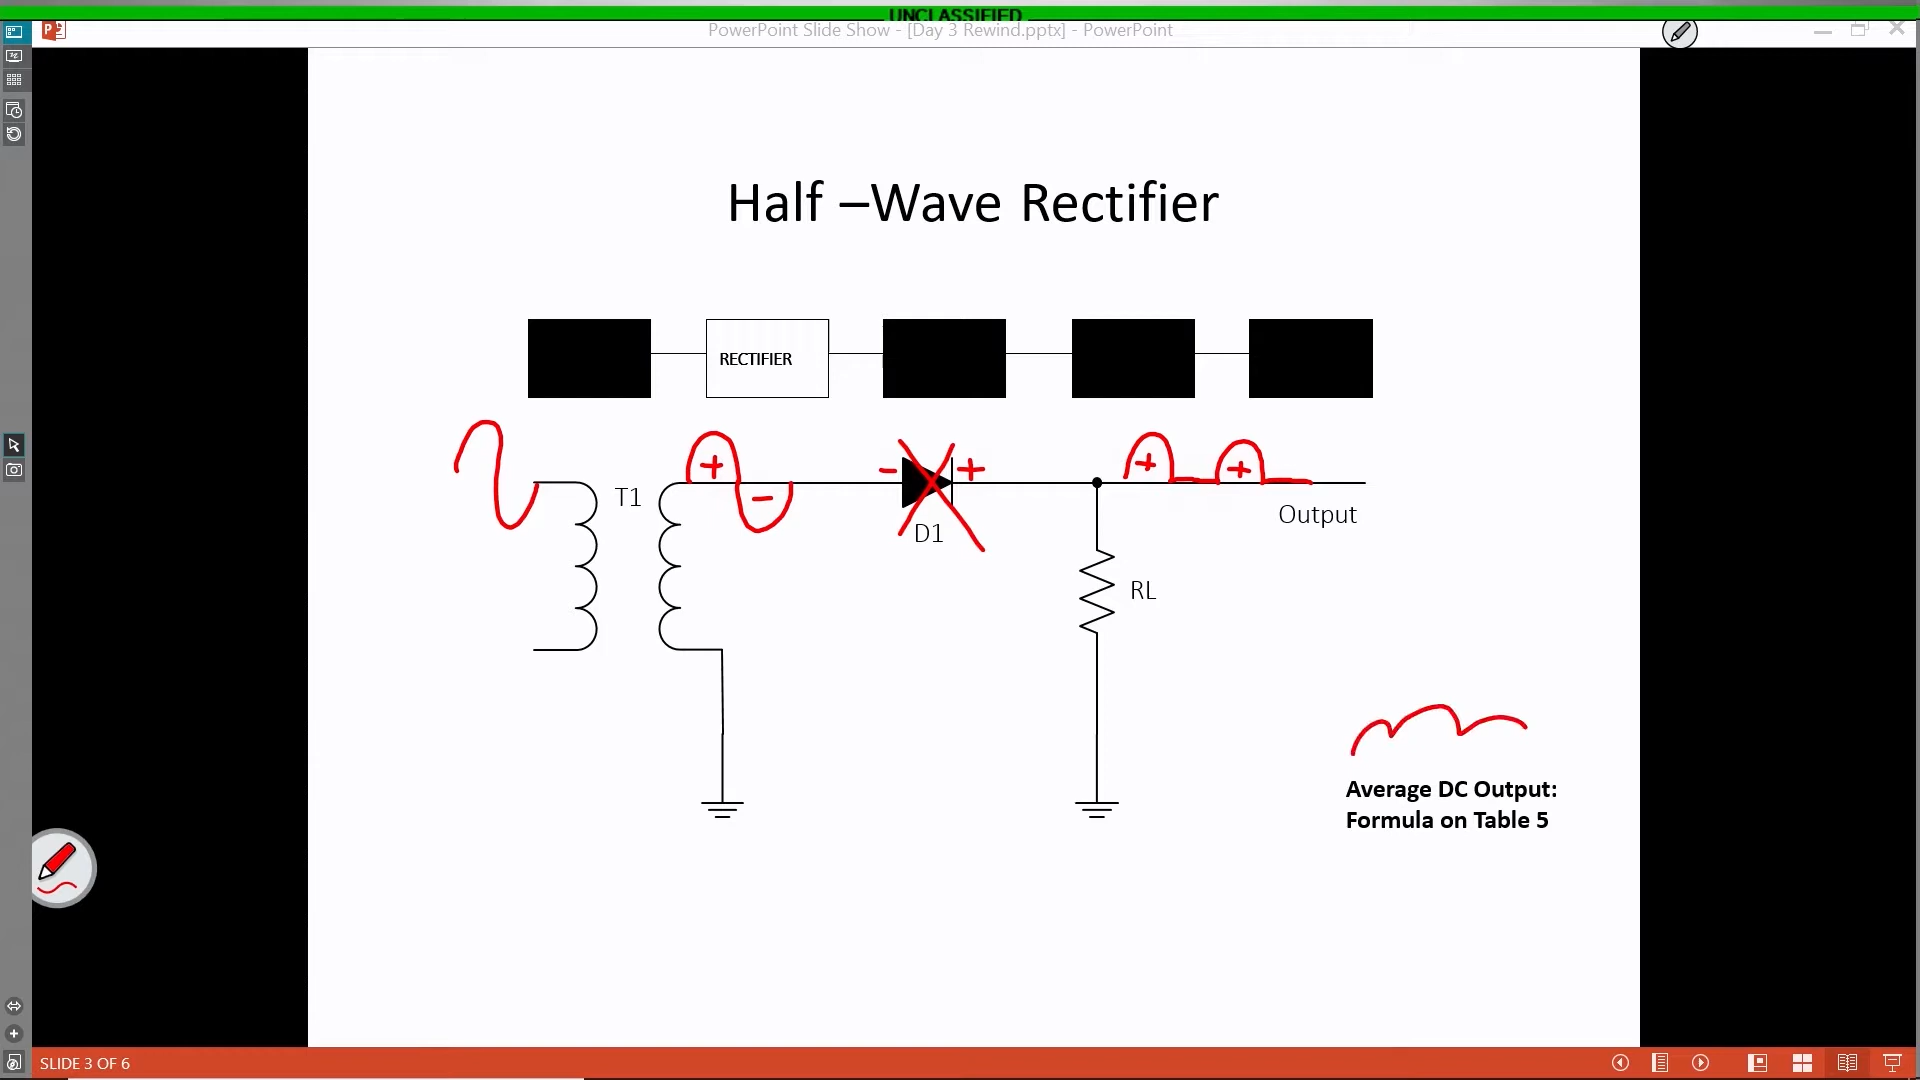 UNCLASSIFIED
PowerPoint Slide Show - [Day 3 Rewind.pptx] - PowerPoint
Half –Wave Rectifier
RECTIFIER
+ - + + +
T1 -
D1
Output
RL
Average DC Output:
Formula on Table 5
SLIDE 3 OF 6